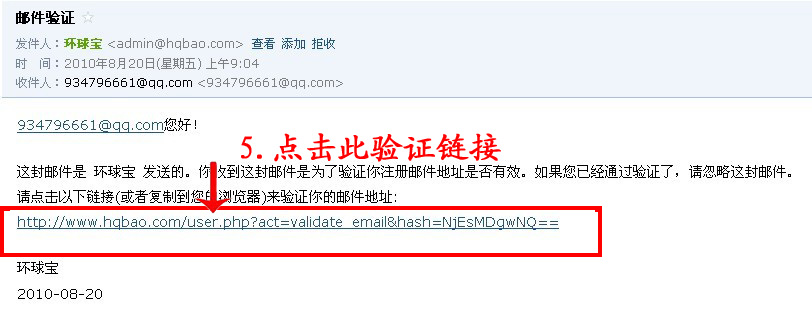 邮件验证 ☆
发件人：环球宝 <admin@hqbao.com> 查看 添加 拒收
时 间：2010年8月20日(星期五) 上午9:04
收件人：934796661@qq.com <934796661@qq.com>
934796661@qq.com您好！
5.点击此验证链接
这封邮件是 环球宝 发送的。你收到这封邮件是为了验证你注册邮件地址是否有效。如果您已经通过验证了，请忽略这封邮件。
请点击以下链接(或者复制到您的浏览器)来验证你的邮件地址:
http://www.hqbao.com/user.php?act=validate_email&hash=NjEsMDgwNQ==
环球宝
2010-08-20